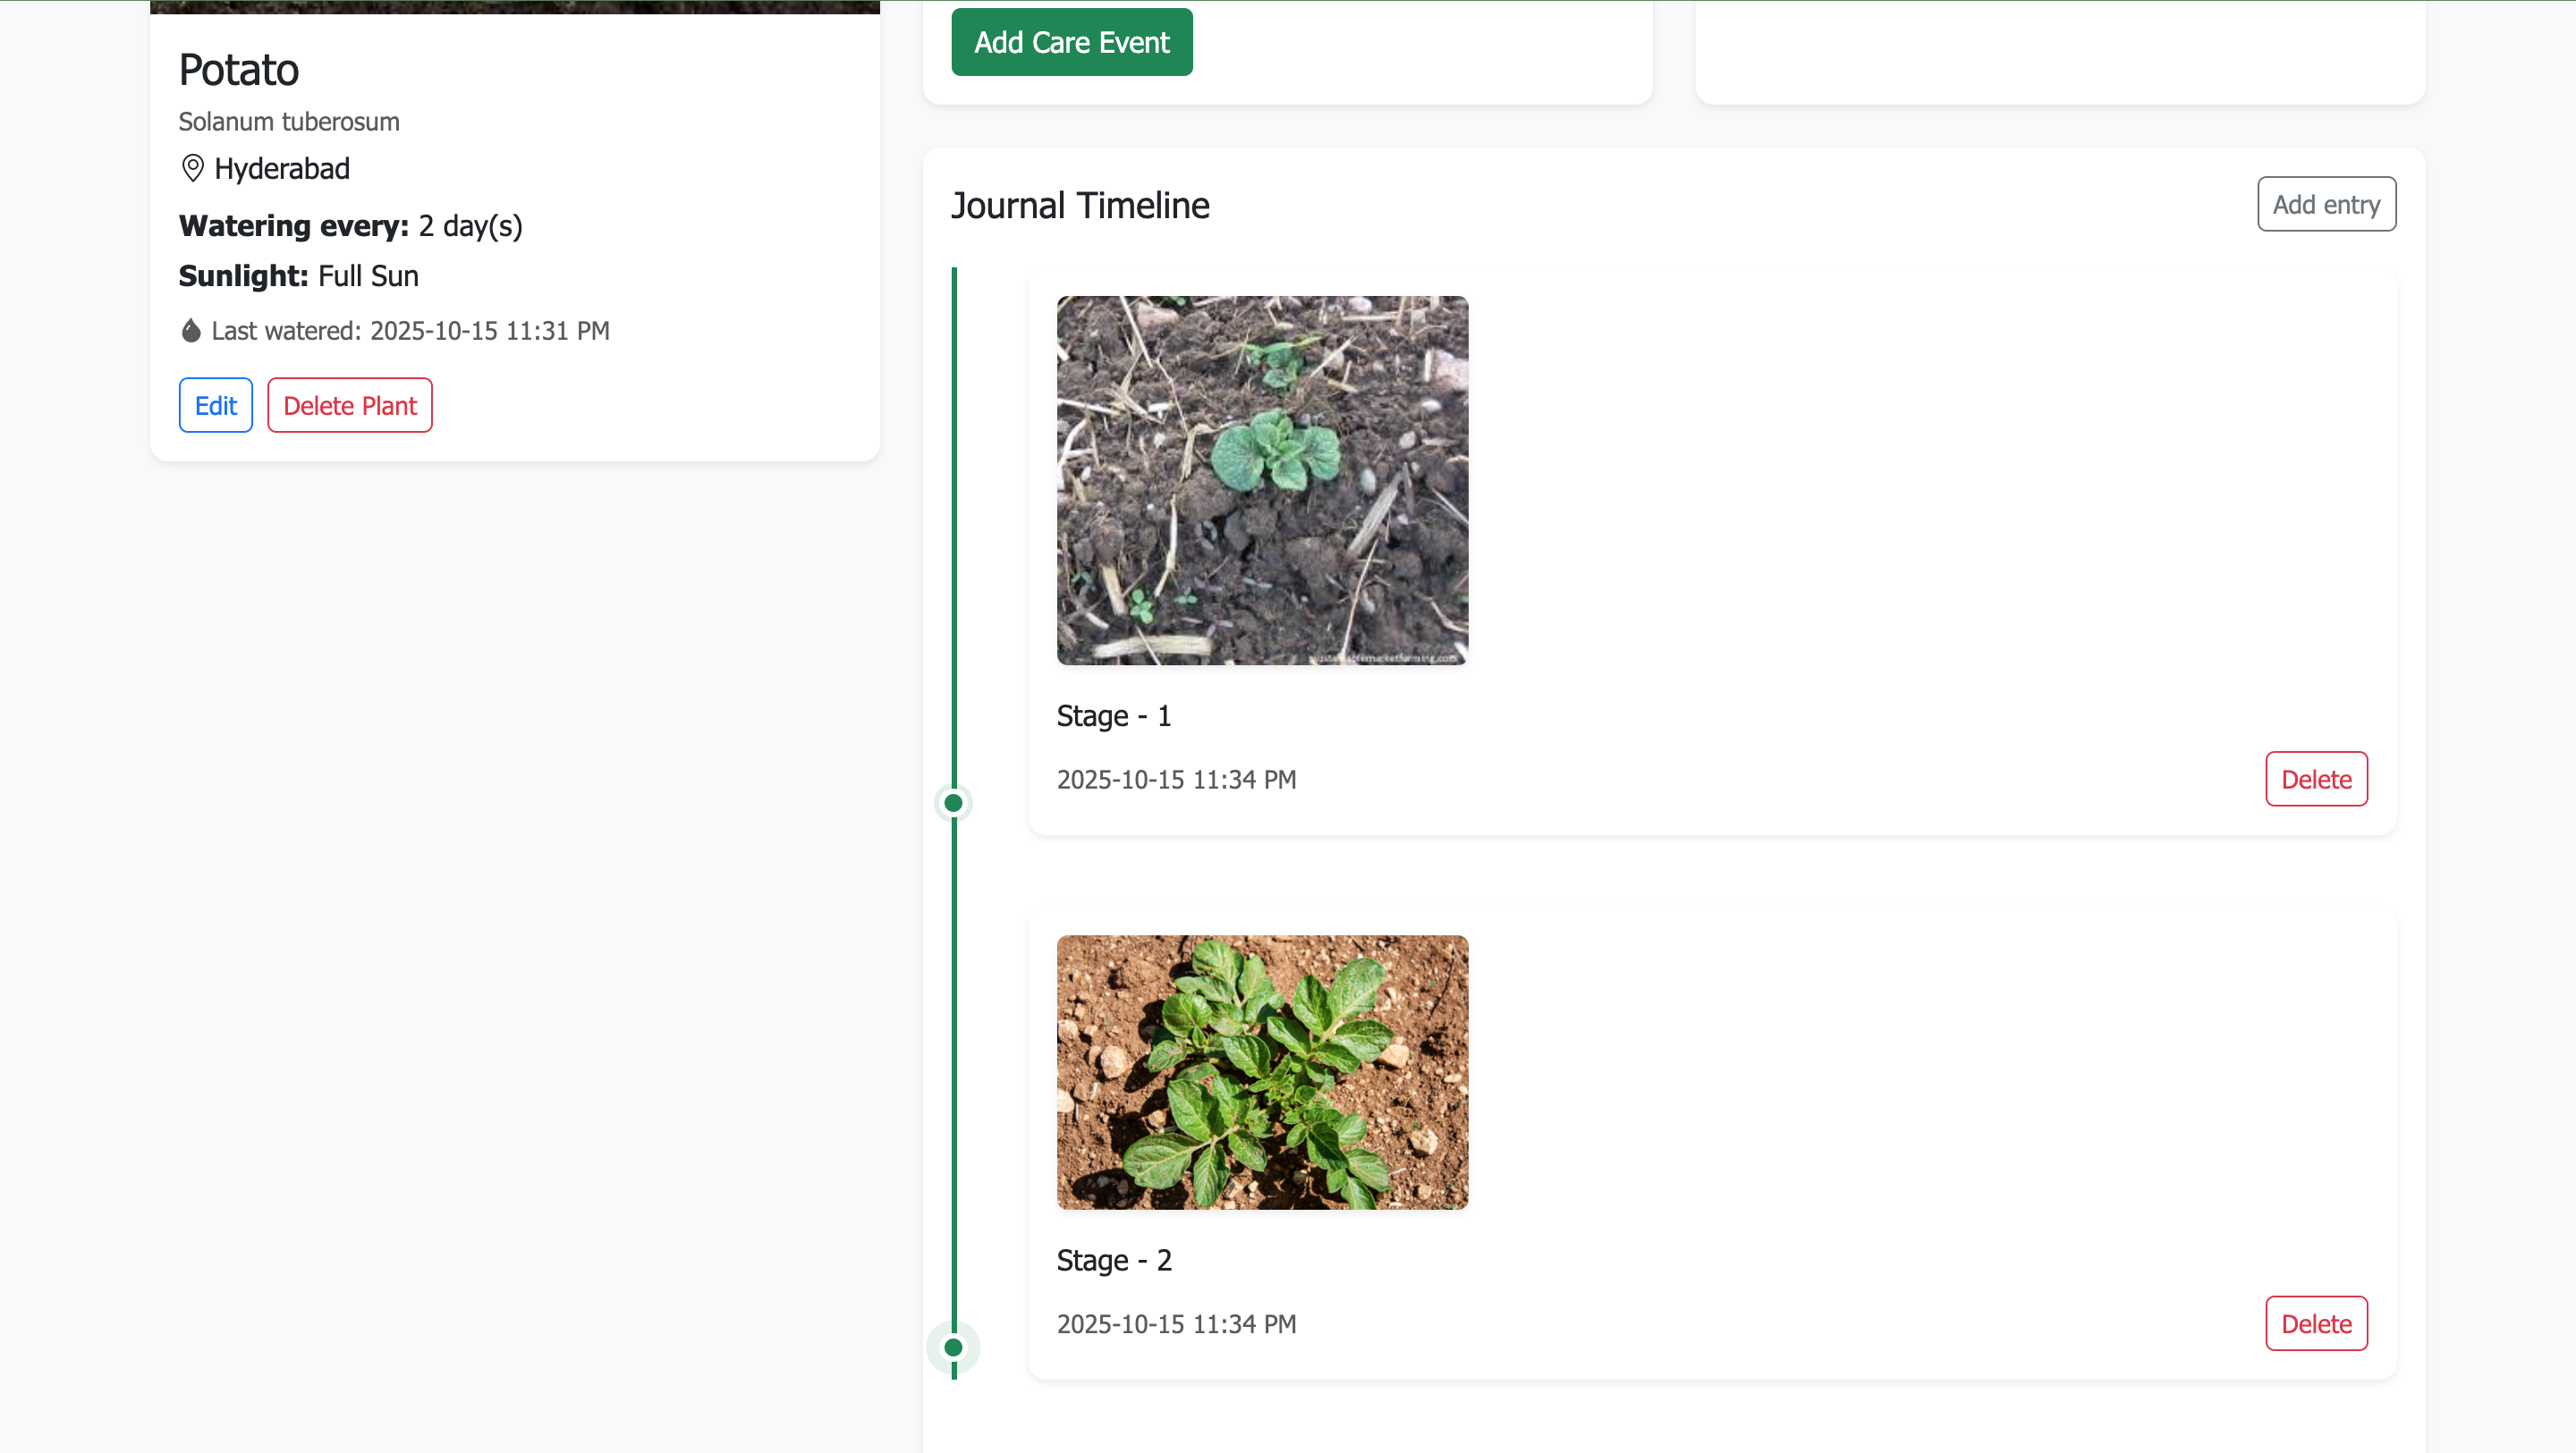 Potato
Solanum tuberosum
Hyderabad
Watering every: 2 day(s)
Sunlight: Full Sun
Last watered: 2025-10-15 11:31 PM
Edit
Delete Plant
Add Care Event
Journal Timeline
Add entry
Stage - 1
2025-10-15 11:34 PM
Delete
Stage - 2
2025-10-15 11:34 PM
Delete